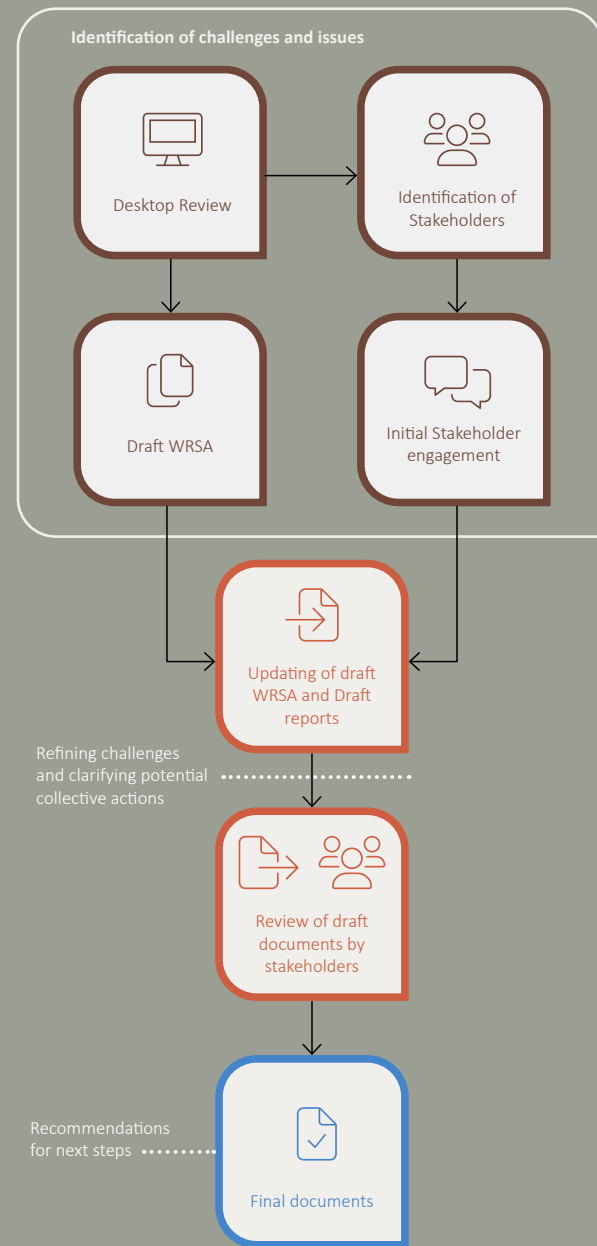 Identification of challenges and issues
Desktop Review
Identification of
Stakeholders
Draft WRSA
Initial Stakeholder
engagement
Updating of draft
WRSA and Draft
reports
Refining challenges
and clarifying potential
collective actions
Review of draft
documents by
stakeholders
Recommendations
for next steps
Final documents